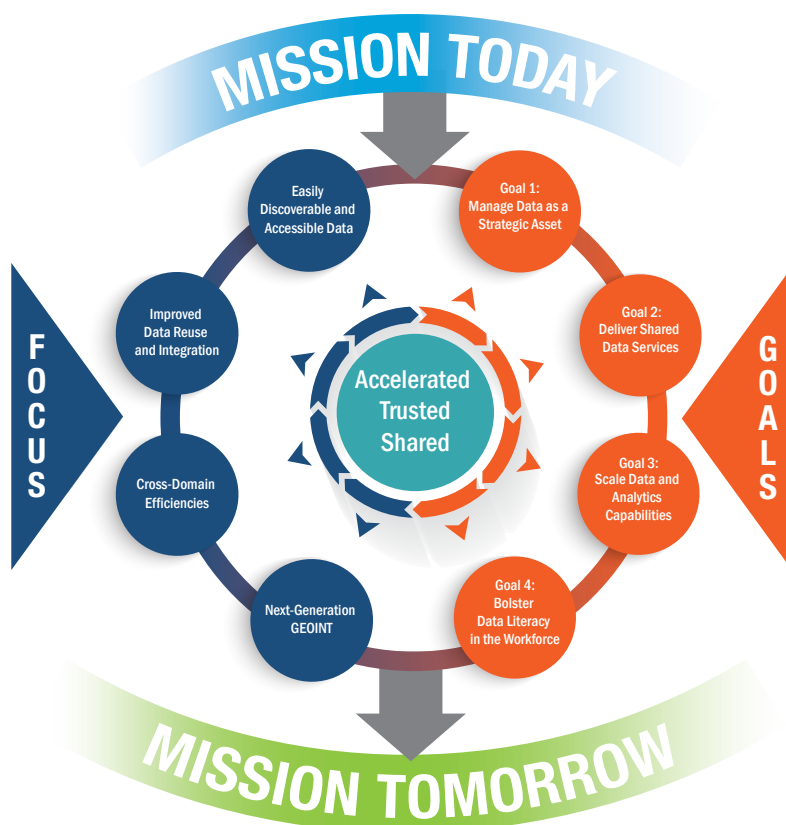 MISSION TODAY
Easily
Discoverable and
Accessible Data
Goal 1:
Manage Data as a
Strategic Asset
Improved
Data Reuse
and Integration
Goal 2:
Deliver Shared
Data Services
FOCUS
Accelerated
Trusted
Shared
GOALS
Cross-Domain
Efficiencies
Goal 3:
Scale Data and
Analytics
Capabilities
Next-Generation
GEOINT
Goal 4:
Bolster
Data Literacy
in the Workforce
MISSION TOMORROW